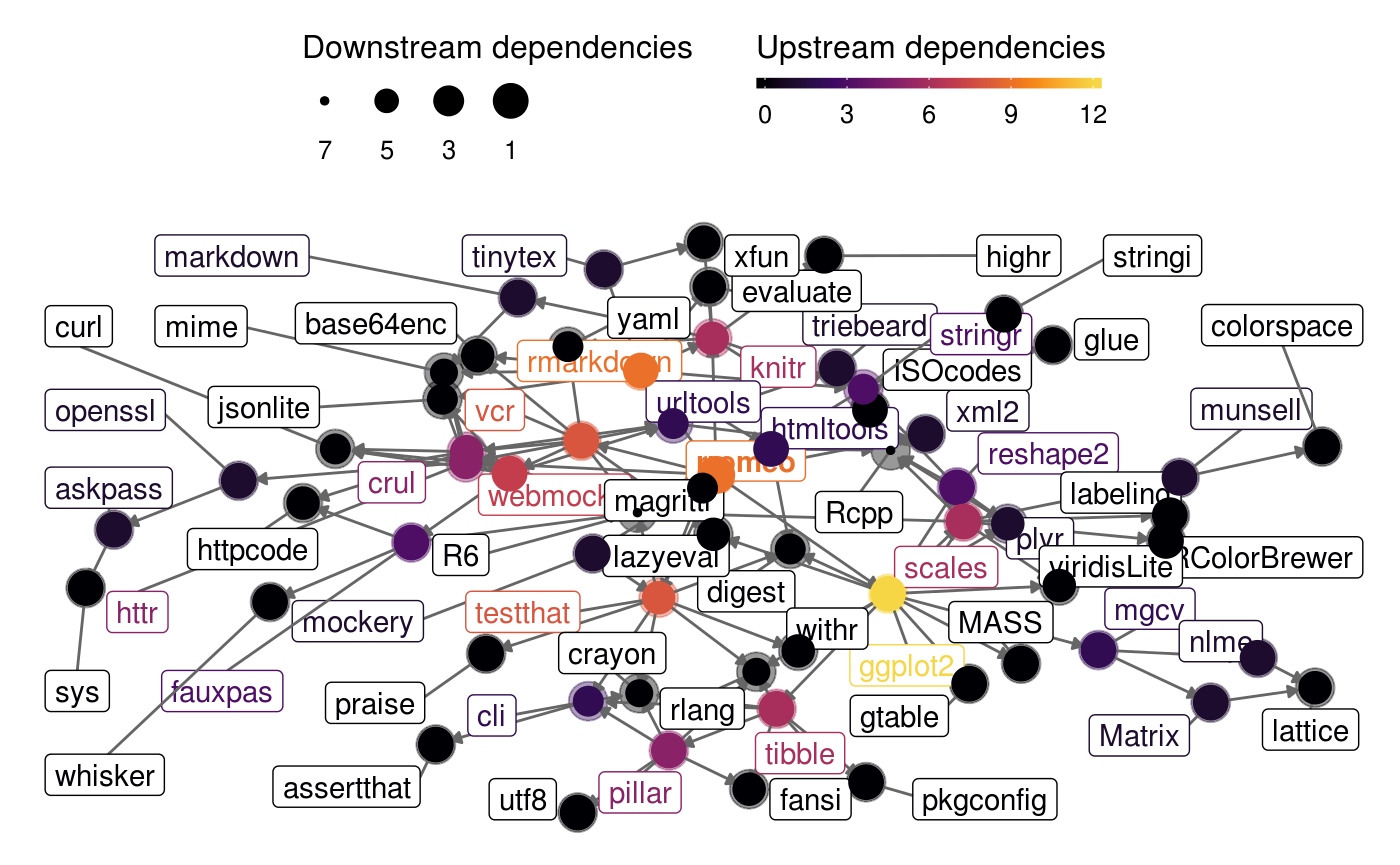 Downstream dependencies
Upstream dependencies
7 5 3 1
0 3 6 9 12
markdown
tinytex
xfun
highr
stringi
evaluate
curl
mime
base64enc
yaml
triebeard
stringr
glue
colorspace
rmarkdown
knitr
ISOcodes
openssl
jsonlite
vcr
urltools
htmltools
xml2
munsell
reshape2
askpass
crul
webmock
magrittr
Rcpp
labeling
httpcode
R6
lazyeval
plyr
scales
viridisLite
RColorBrewer
httr
mockery
testthat
digest
withr
MASS
mgcv
nlme
crayon
ggplot2
sys
fauxpas
praise
cli
rlang
gtable
Matrix
lattice
tibble
whisker
assertthat
utf8
pillar
fansi
pkgconfig